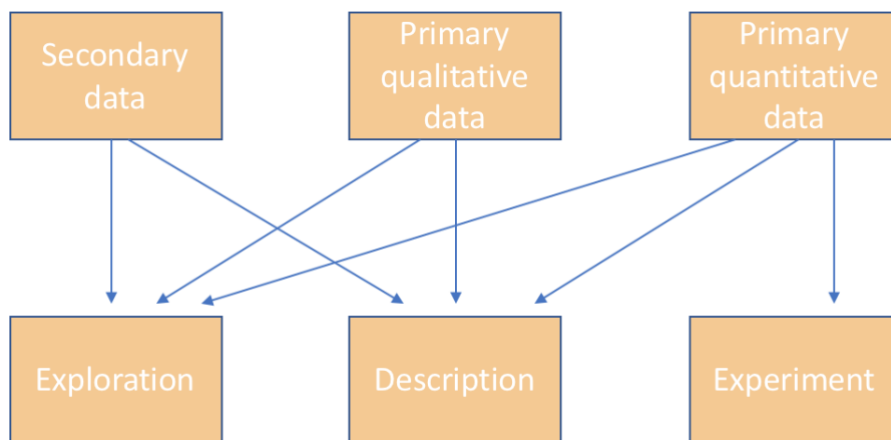 Secondary
data
Primary
qualitative
data
Primary
quantitative
data
Exploration
Description
Experiment